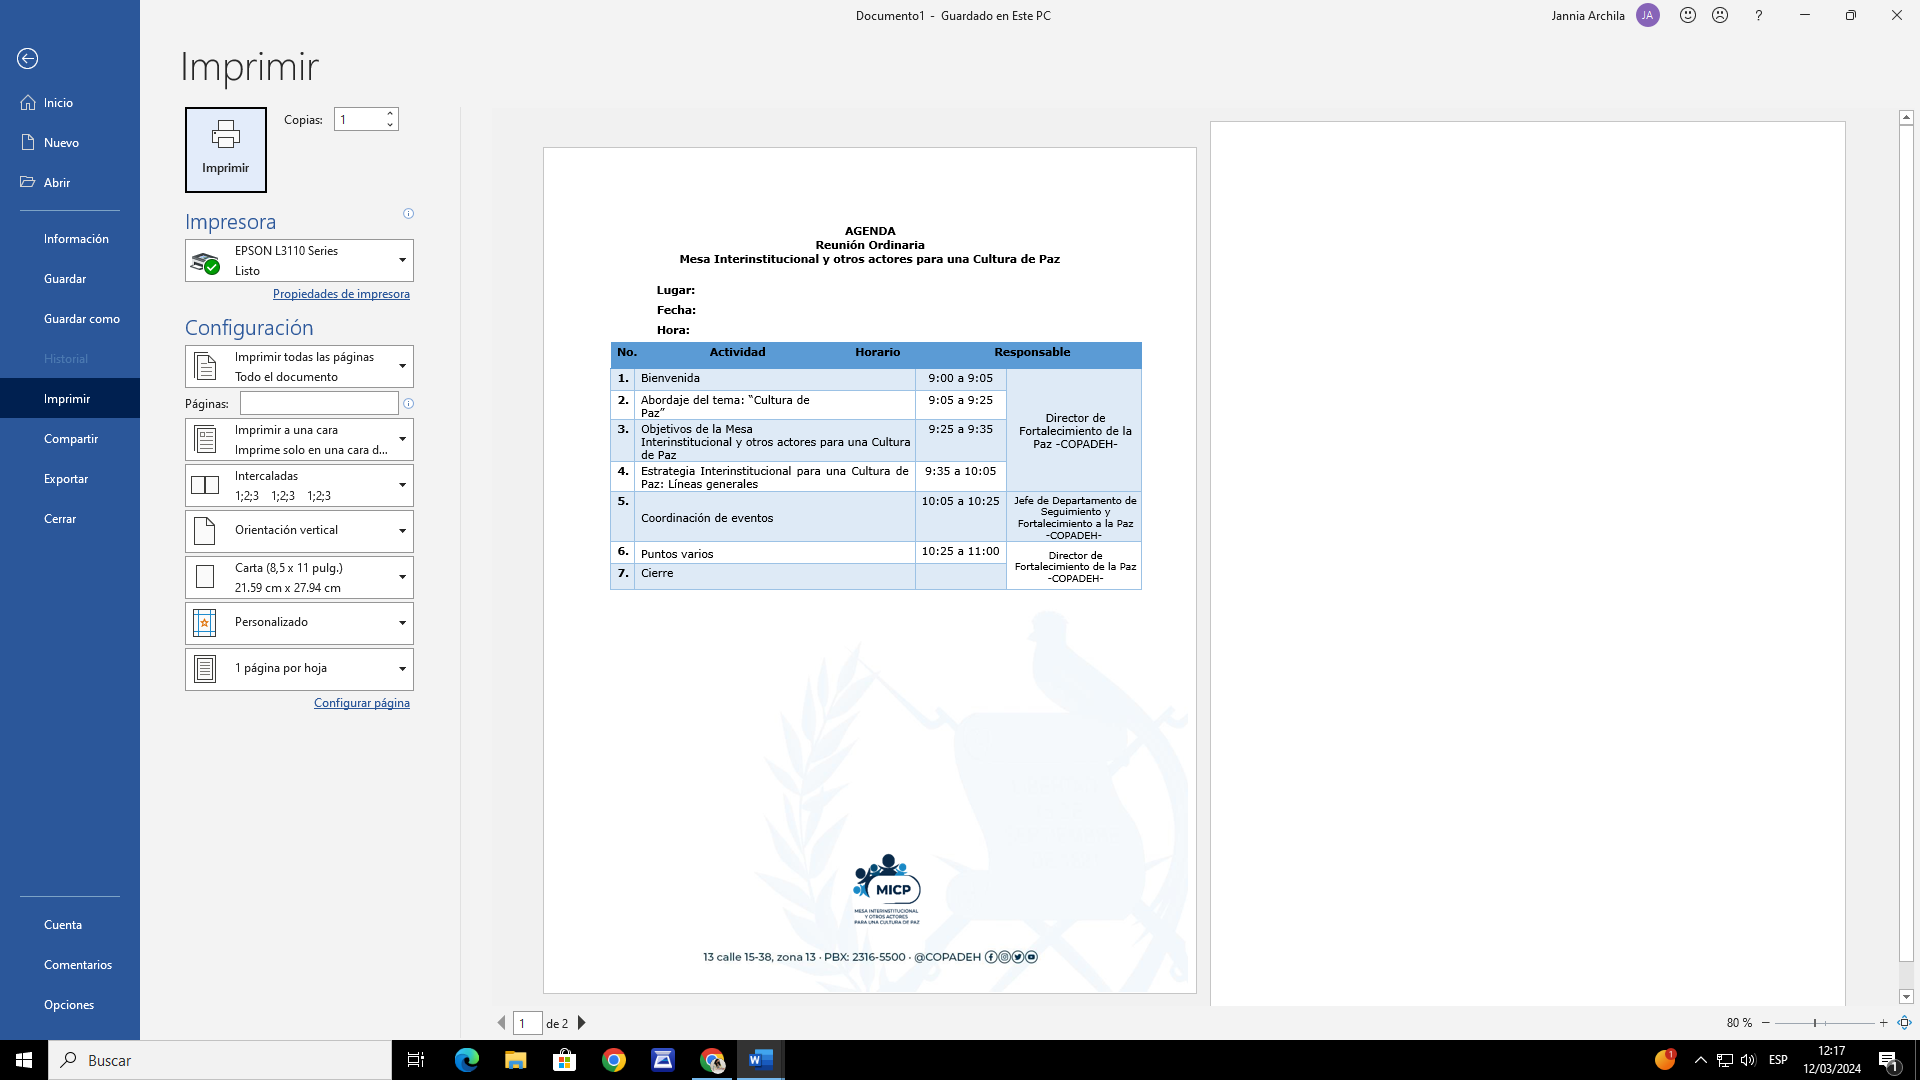 Documento1 - Guardado en Este PC
Jannia Archila
JA
?
Imprimir
Inicio
Nuevo
Abrir
Información
Guardar
Guardar como
Historial
Imprimir
Compartir
Exportar
Cerrar
Cuenta
Comentarios
Opciones
Imprimir
Copias: 1
Impresora
EPSON L3110 Series
Listo
Propiedades de impresora
Configuración
Imprimir todas las páginas
Todo el documento
Páginas:
Imprimir a una cara
Imprime solo en una cara d...
Intercaladas
1;2;3 1;2;3 1;2;3
Orientación vertical
Carta (8,5 x 11 pulg.)
21.59 cm x 27.94 cm
Personalizado
1 página por hoja
Configurar página
AGENDA
Reunión Ordinaria
Mesa Interinstitucional y otros actores para una Cultura de Paz
Lugar:
Fecha:
Hora:
No. Actividad Horario Responsable
1. Bienvenida 9:00 a 9:05
2. Abordaje del tema: “Cultura de
Paz”
9:05 a 9:25
3. Objetivos de la Mesa
Interinstitucional y otros actores para una Cultura
de Paz
9:25 a 9:35
4. Estrategia Interinstitucional para una Cultura de
Paz: Líneas generales
9:35 a 10:05
Director de
Fortalecimiento de la
Paz -COPADEH-
5. Coordinación de eventos 10:05 a 10:25
Jefe de Departamento de
Seguimiento y
Fortalecimiento a la Paz
-COPADEH-
6. Puntos varios 10:25 a 11:00
7. Cierre
Director de
Fortalecimiento de la Paz
-COPADEH-
MICP
MESA INTERINSTITUCIONAL
Y OTROS ACTORES
PARA UNA CULTURA DE PAZ
13 calle 15-38, zona 13 · PBX: 2316-5500 · @COPADEH
1 de 2
80 %
Buscar
1
ESP
12:17
12/03/2024
1